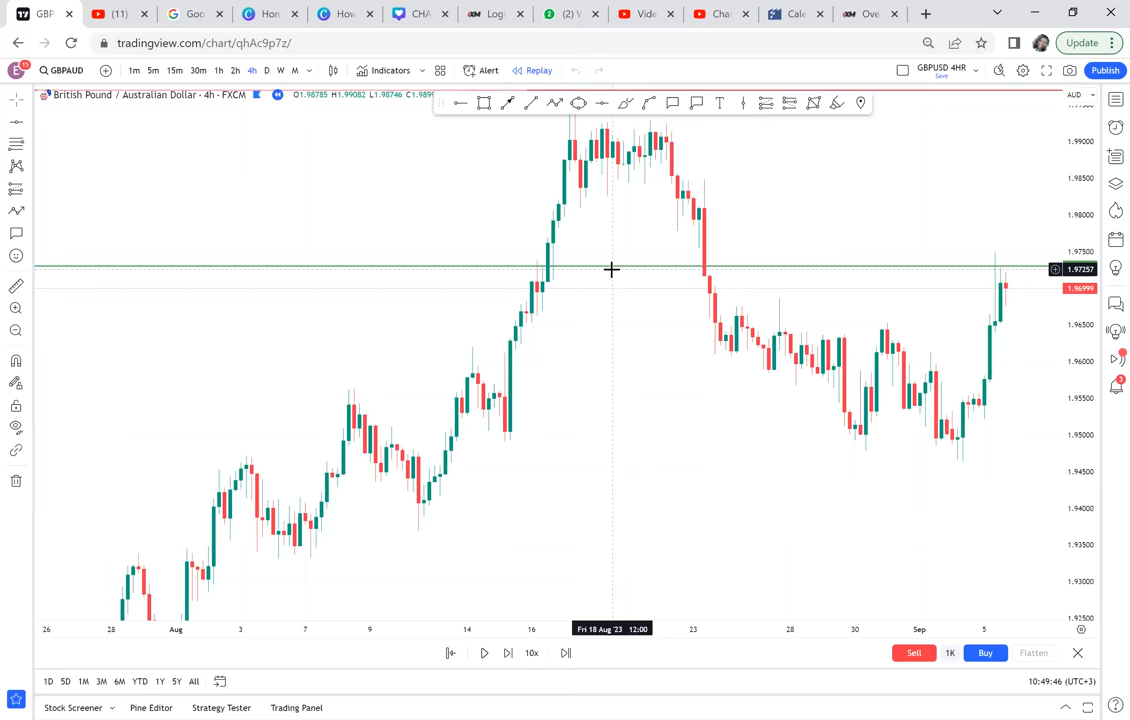 GBP
(11)
Goo
Hon
How
CHA
Logi
(2) V
Vide
Cha
Cale
Ove
tradingview.com/chart/qhAc9p7z/
Update
E 15 GBPAUD 1m 5m 15m 30m 1h 2h 4h D W M Indicators Alert Replay GBPUSD 4HR Save Publish
British Pound / Australian Dollar · 4h · FXCM O1.98785 H1.99082 L1.98746
AUD
1.99000
1.98500
1.98000
1.97500
1.97257
1.96999
1.96500
1.96000
1.95500
1.95000
1.94500
1.94000
1.93500
1.93000
1.92500
3
26 28 Aug 3 7 9 14 16 Fri 18 Aug '23 12:00 23 28 30 Sep 5
10x Sell 1K Buy Flatten
1D 5D 1M 3M 6M YTD 1Y 5Y All 10:49:46 (UTC+3)
Stock Screener Pine Editor Strategy Tester Trading Panel